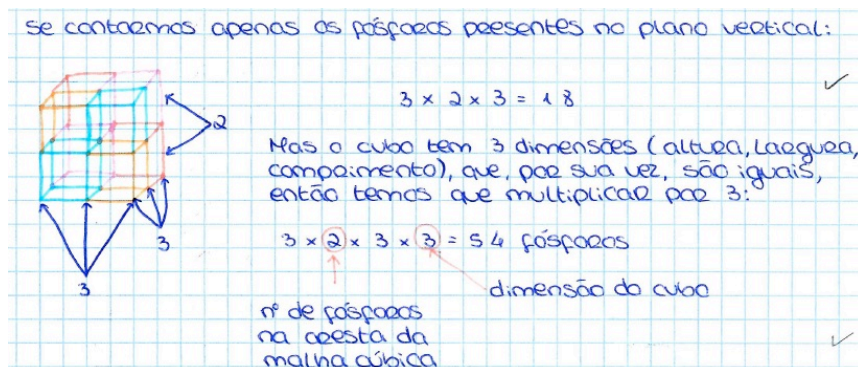 Se contarmos apenas os fósforos presentes no plano vertical:
3 × 2 × 3 = 18
2
Mas o cubo tem 3 dimensões (altura, largura,
comprimento), que, por sua vez, são iguais,
então temos que multiplicar por 3:
3
3
3 × 2 × 3 × 3 = 54 fósforos
dimensão do cubo
nº de fósforos
na aresta da
malha cúbica